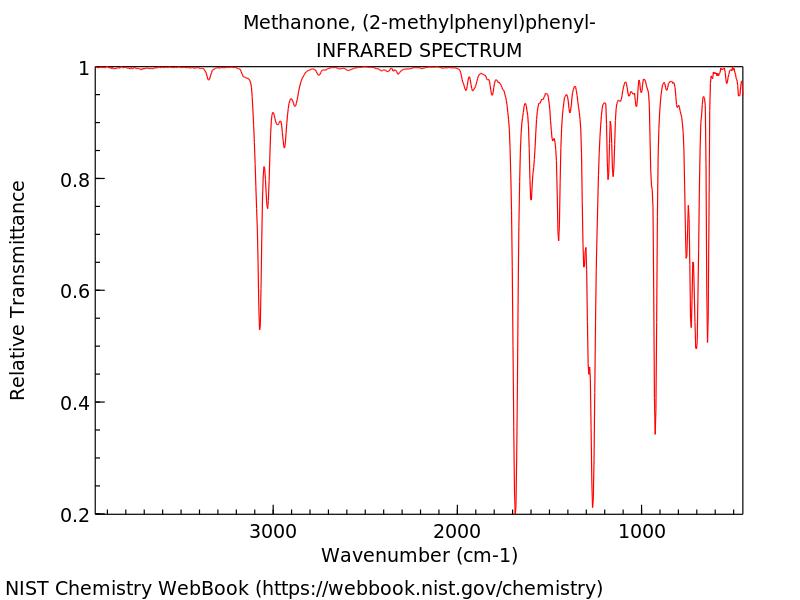 Methanone, (2-methylphenyl)phenyl-
INFRARED SPECTRUM
1
0.8
0.6
0.4
0.2
Relative Transmittance
3000 2000 1000
Wavenumber (cm-1)
NIST Chemistry WebBook (https://webbook.nist.gov/chemistry)